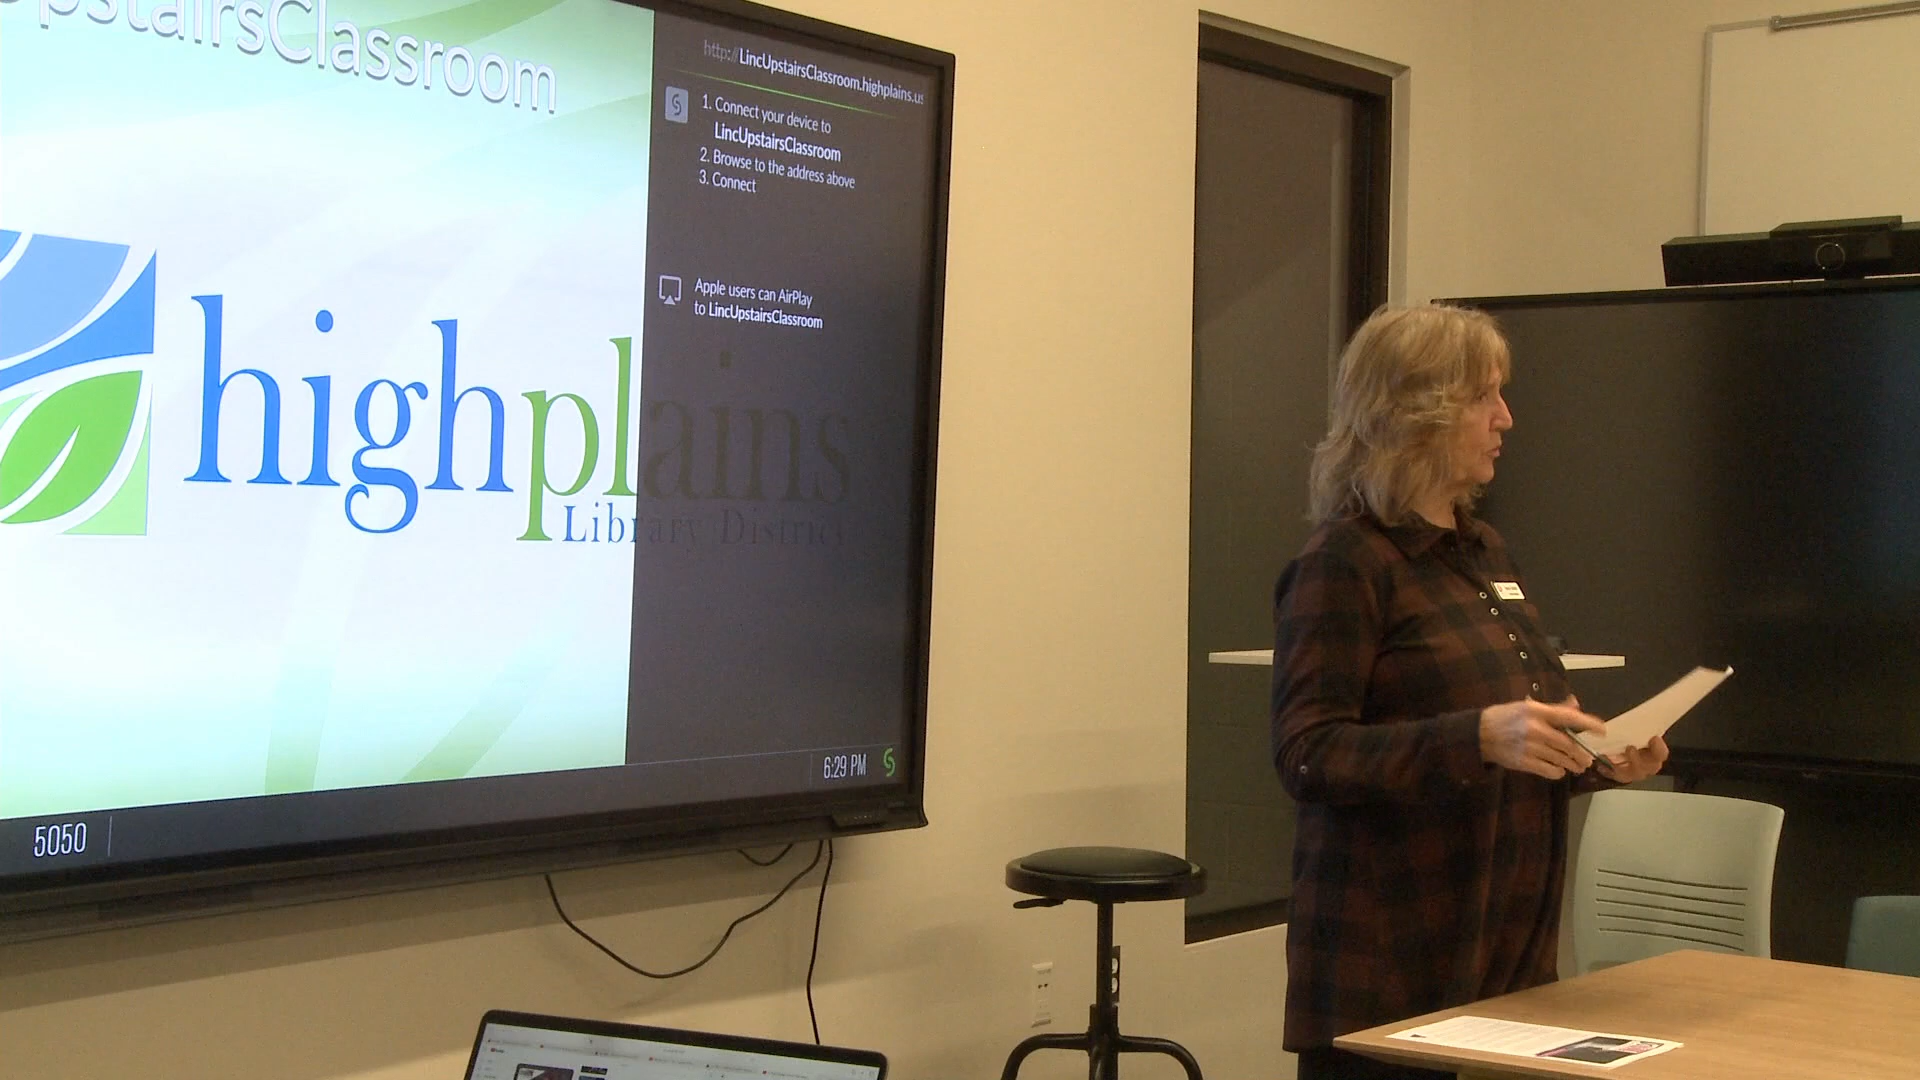 UpstairsClassroom
http://LincUpstairsClassroom.highplains.us
1. Connect your device to
LincUpstairsClassroom
2. Browse to the address above
3. Connect
Apple users can AirPlay
to LincUpstairsClassroom
highplains
Library District
6:29 PM
5050